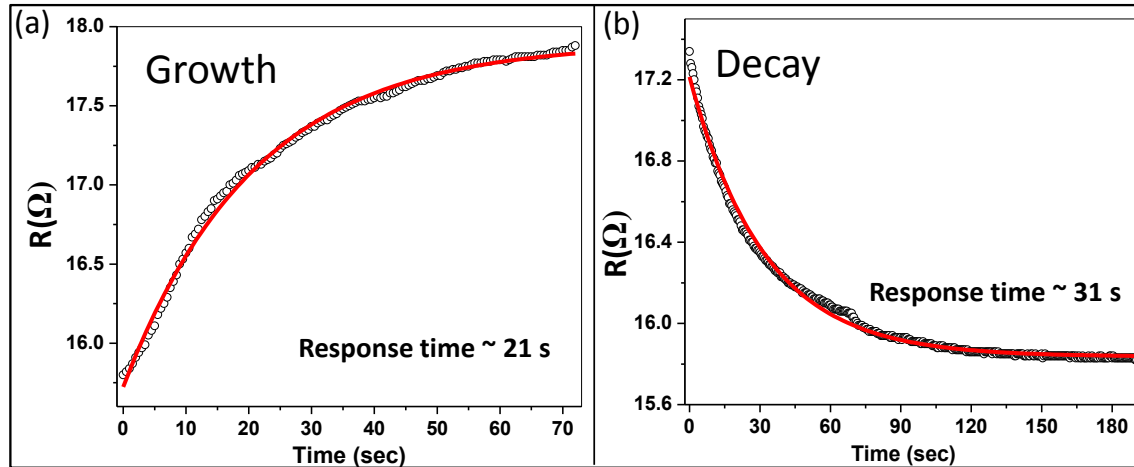 (a)
Growth
18.0
17.5
17.0
16.5
16.0
R(Ω)
Response time ~ 21 s
0 10 20 30 40 50 60 70
Time (sec)
(b)
Decay
17.2
16.8
16.4
16.0
15.6
R(Ω)
Response time ~ 31 s
0 30 60 90 120 150 180
Time (sec)